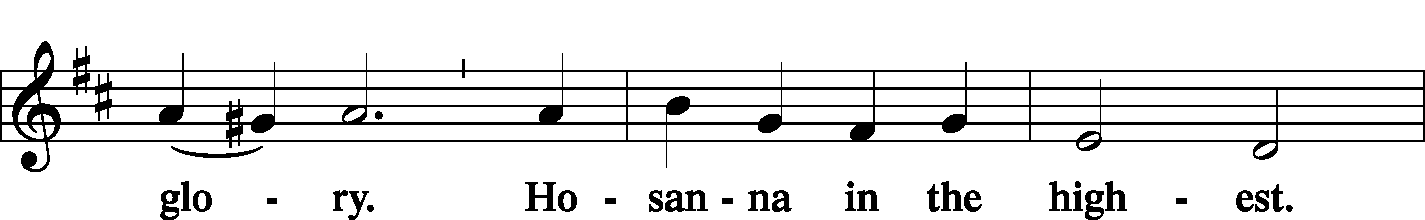 glo - ry. Ho - san - na in the high - est.